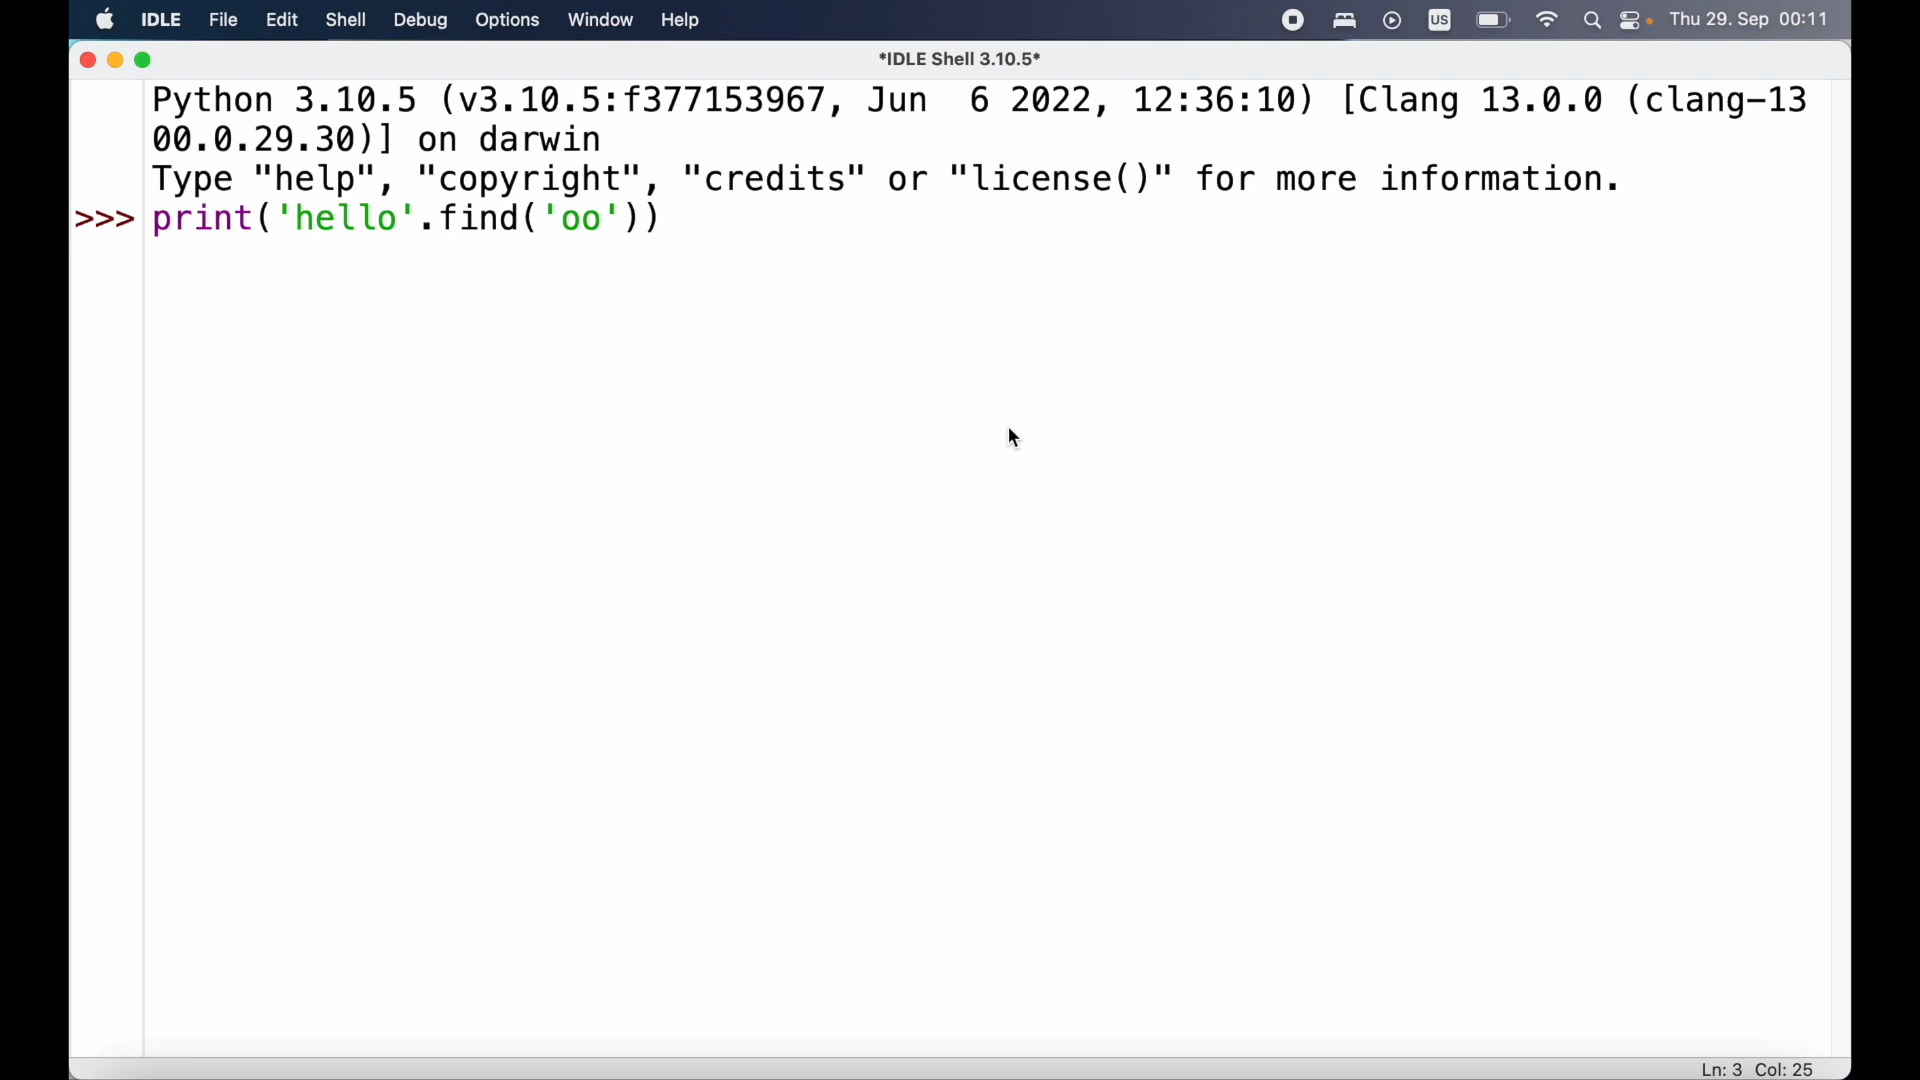 IDLE File Edit Shell Debug Options Window Help US Thu 29. Sep 00:11
*IDLE Shell 3.10.5*
Python 3.10.5 (v3.10.5:f377153967, Jun  6 2022, 12:36:10) [Clang 13.0.0 (clang-13
00.0.29.30)] on darwin
Type "help", "copyright", "credits" or "license()" for more information.
>>> print('hello'.find('oo'))
Ln: 3 Col: 25